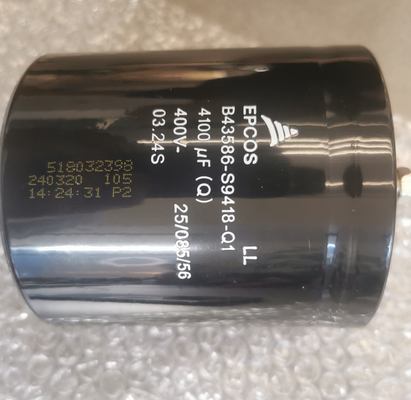 EPCOS LL
B43586-S9418-Q1
4100 µF (Q)
400V- 25/085/56
03.24S
518032398
240320 105
14:24:31 P2